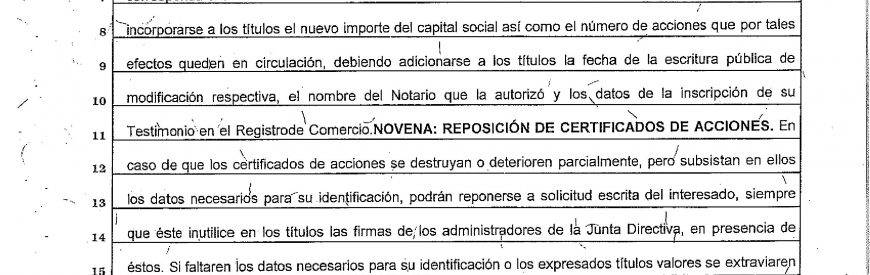 8 incorporarse a los títulos el nuevo importe del capital social así como el número de acciones que por tales
9 efectos queden en circulación, debiendo adicionarse a los títulos la fecha de la escritura pública de
10 modificación respectiva, el nombre del Notario que la autorizó y los datos de la inscripción de su
11 Testimonio en el Registrode Comercio.NOVENA: REPOSICIÓN DE CERTIFICADOS DE ACCIONES. En
12 caso de que los certificados de acciones se destruyan o deterioren parcialmente, pero subsistan en ellos
13 los datos necesarios para su identificación, podrán reponerse a solicitud escrita del interesado, siempre
14 que éste inutilice en los títulos las firmas de los administradores de la Junta Directiva, en presencia de
15 éstos. Si faltaren los datos necesarios para su identificación o los expresados títulos valores se extraviaren